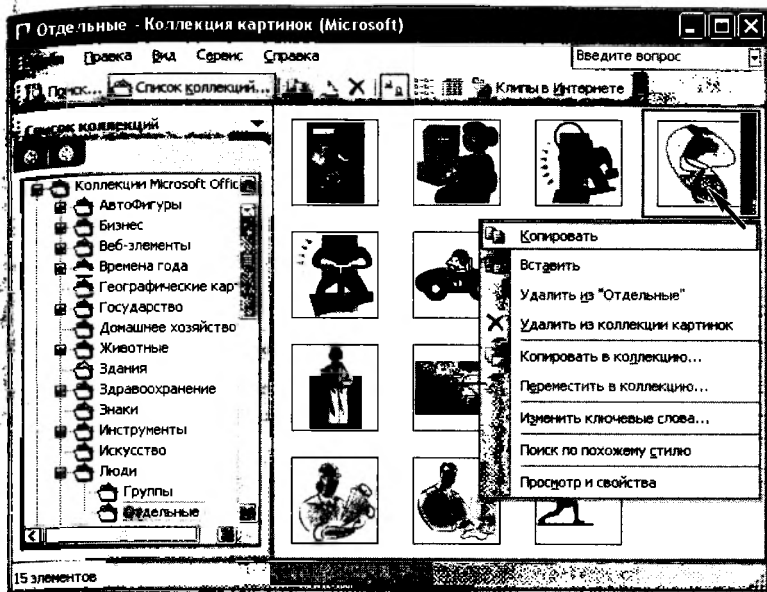 Отдельные - Коллекция картинок (Microsoft)
Правка Вид Сервис Справка
Введите вопрос
Поиск... Список коллекций...
Клипы в Интернете
Список коллекций
Коллекции Microsoft Offic
АвтоФигуры
Бизнес
Веб-элементы
Времена года
Географические кар
Государство
Домашнее хозяйство
Животные
Здания
Здравоохранение
Знаки
Инструменты
Искусство
Люди
Группы
Отдельные
Копировать
Вставить
Удалить из "Отдельные"
Удалить из коллекции картинок
Копировать в коллекцию...
Переместить в коллекцию...
Изменить ключевые слова...
Поиск по похожему стилю
Просмотр и свойства
15 элементов